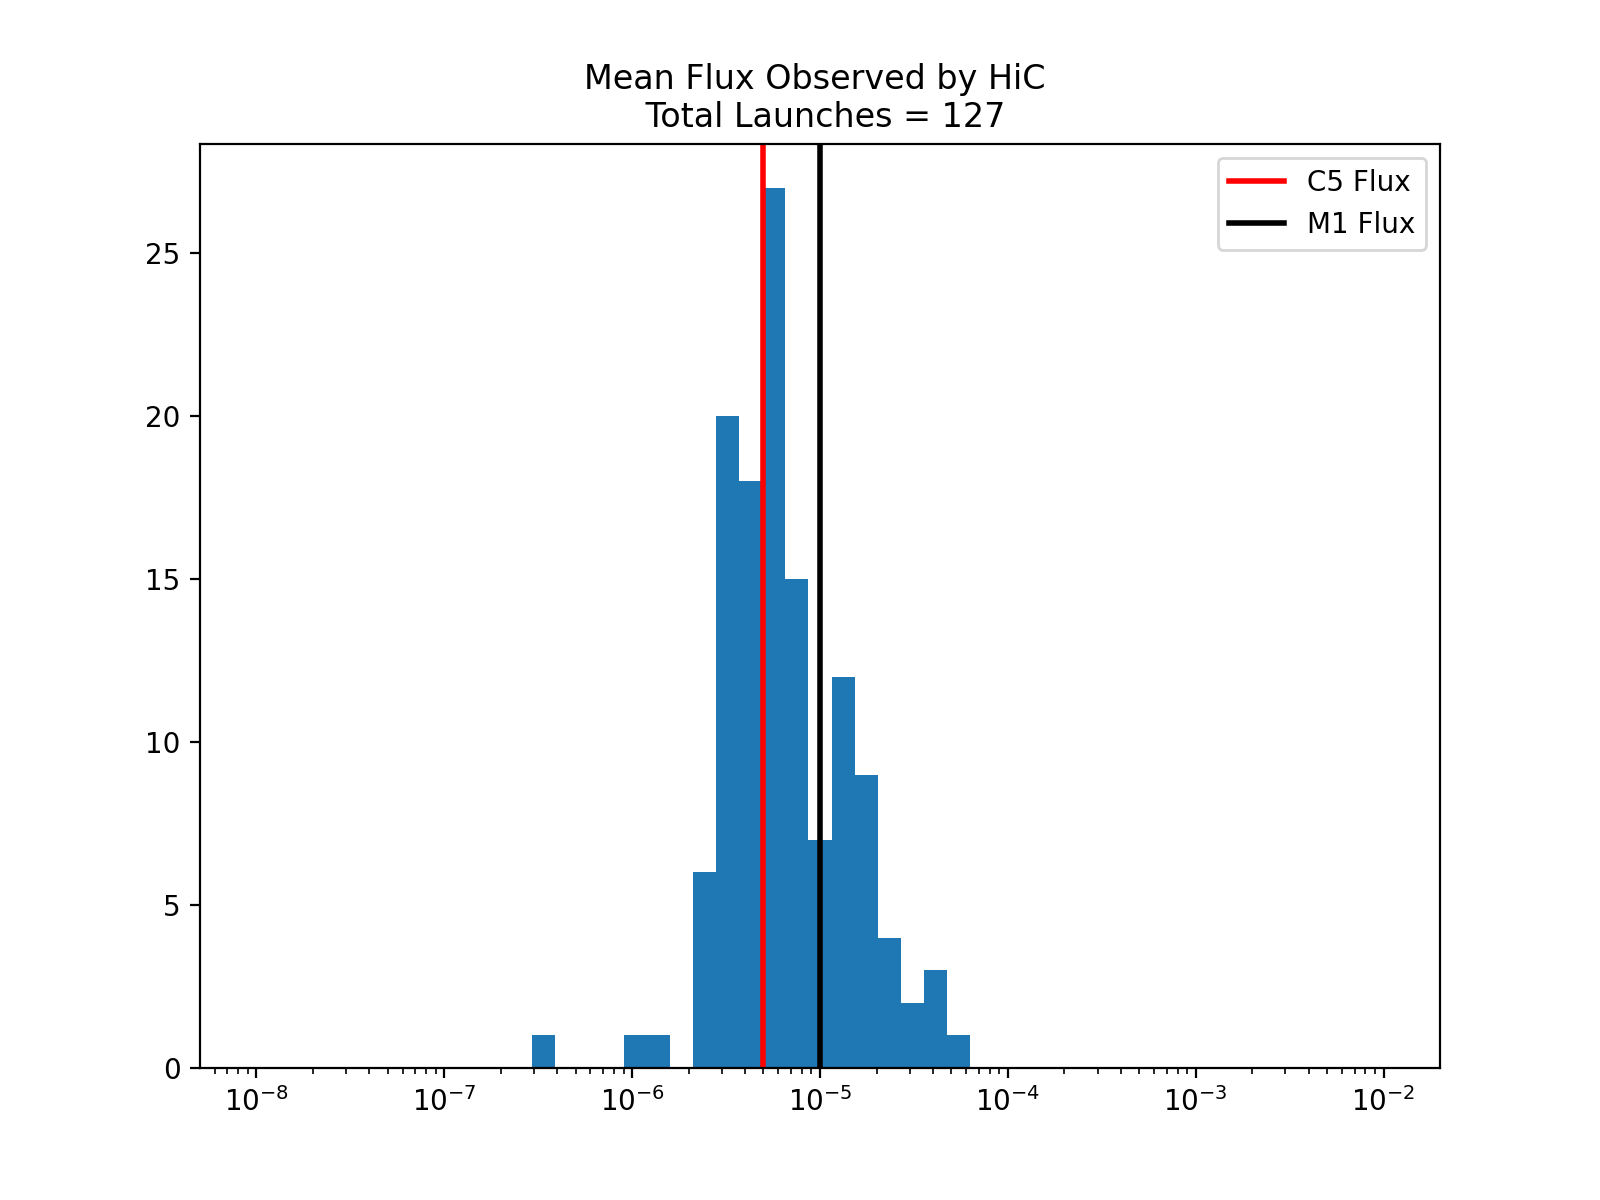 Mean Flux Observed by HiC
Total Launches = 127
C5 Flux
M1 Flux
25
20
15
10
5
0
10⁻⁸ 10⁻⁷ 10⁻⁶ 10⁻⁵ 10⁻⁴ 10⁻³ 10⁻²